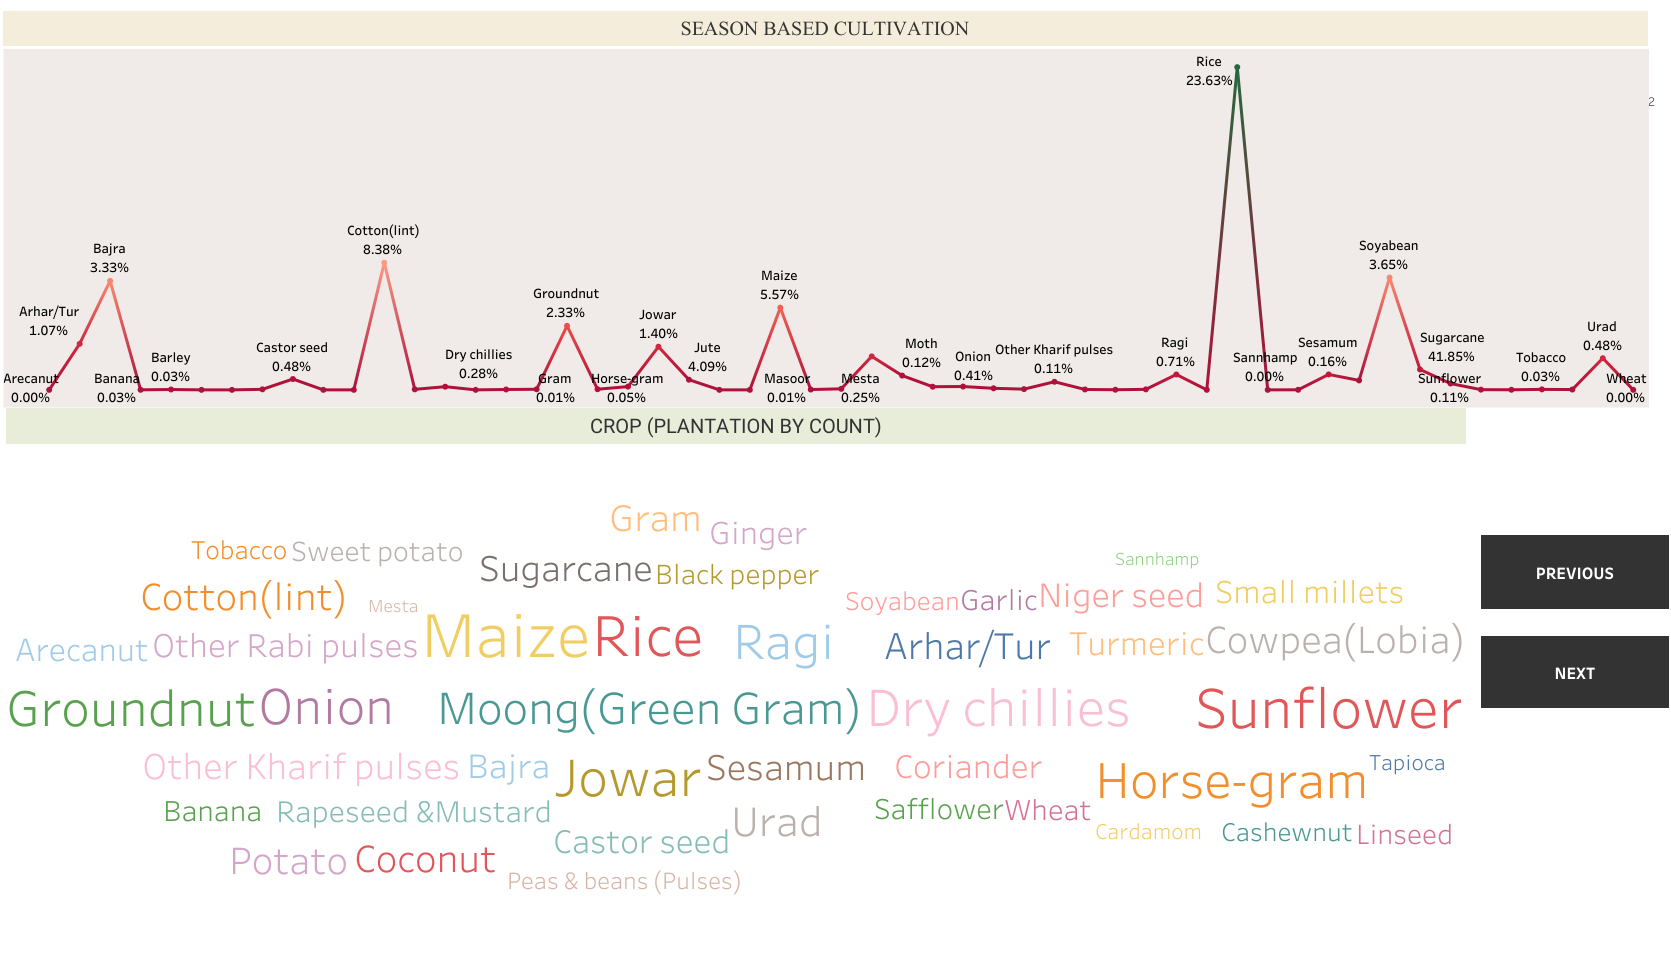 SEASON BASED CULTIVATION
Rice
23.63%
2
Cotton(lint)
8.38%
Bajra
3.33%
Soyabean
3.65%
Maize
5.57%
Groundnut
2.33%
Arhar/Tur
1.07%
Jowar
1.40%
Urad
0.48%
Castor seed
0.48%
Barley
0.03%
Dry chillies
0.28%
Jute
4.09%
Moth
0.12%
Onion
0.41%
Other Kharif pulses
0.11%
Ragi
0.71%
Sannhamp
0.00%
Sesamum
0.16%
Sugarcane
41.85%
Tobacco
0.03%
Arecanut
0.00%
Banana
0.03%
Gram
0.01%
Horse-gram
0.05%
Masoor
0.01%
Mesta
0.25%
Sunflower
0.11%
Wheat
0.00%
CROP (PLANTATION BY COUNT)
Gram
Ginger
Tobacco
Sweet potato
Sugarcane
Black pepper
Sannhamp
Cotton(lint)
Mesta
Soyabean
Garlic
Niger seed
Small millets
Arecanut
Other Rabi pulses
Maize
Rice
Ragi
Arhar/Tur
Turmeric
Cowpea(Lobia)
Groundnut
Onion
Moong(Green Gram)
Dry chillies
Sunflower
Other Kharif pulses
Bajra
Jowar
Sesamum
Coriander
Horse-gram
Tapioca
Banana
Rapeseed &Mustard
Urad
Safflower
Wheat
Cardamom
Cashewnut
Linseed
Castor seed
Potato
Coconut
Peas & beans (Pulses)
PREVIOUS
NEXT